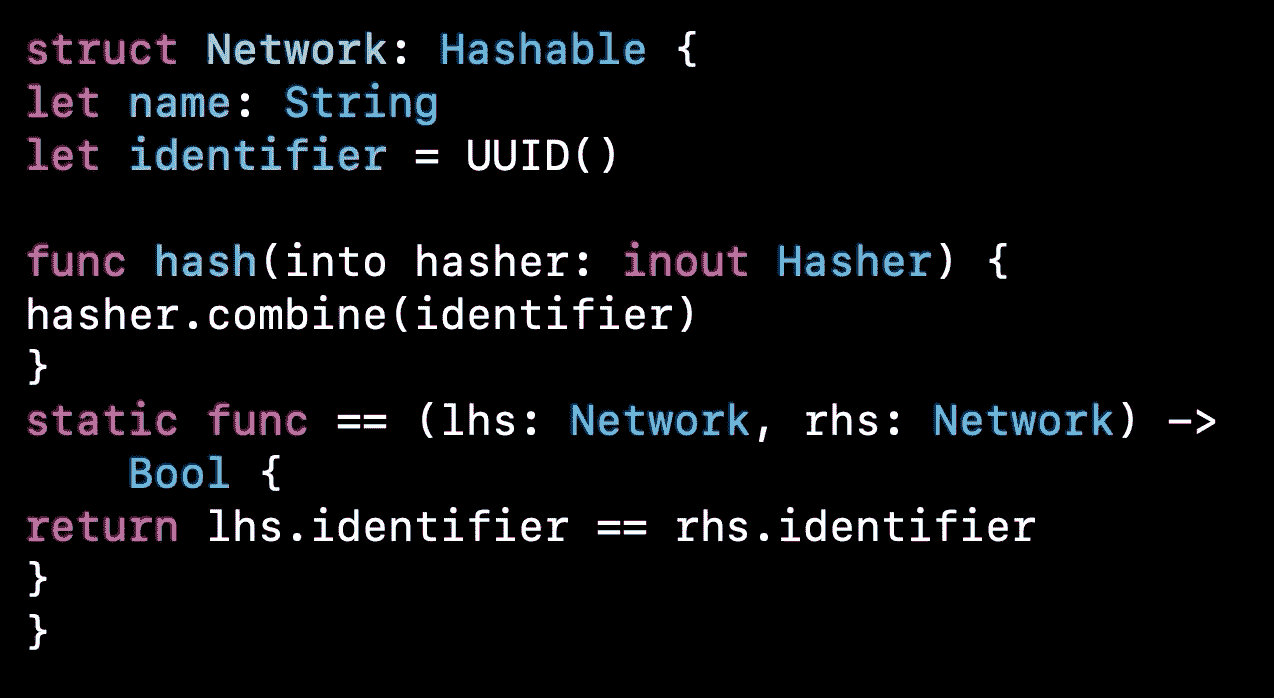 struct Network: Hashable {
let name: String
let identifier = UUID()
func hash(into hasher: inout Hasher) {
hasher.combine(identifier)
}
static func == (lhs: Network, rhs: Network) ->
Bool {
return lhs.identifier == rhs.identifier
}
}